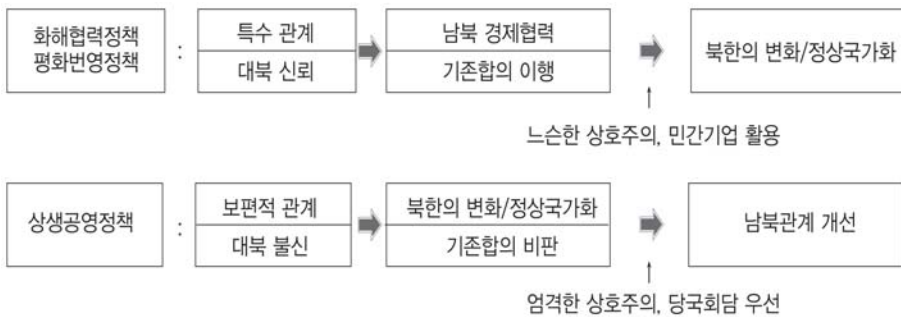 화해협력정책
평화번영정책
:
특수 관계
대북 신뢰
남북 경제협력
기존합의 이행
북한의 변화/정상국가화
느슨한 상호주의, 민간기업 활용
상생공영정책
:
보편적 관계
대북 불신
북한의 변화/정상국가화
기존합의 비판
남북관계 개선
엄격한 상호주의, 당국회담 우선